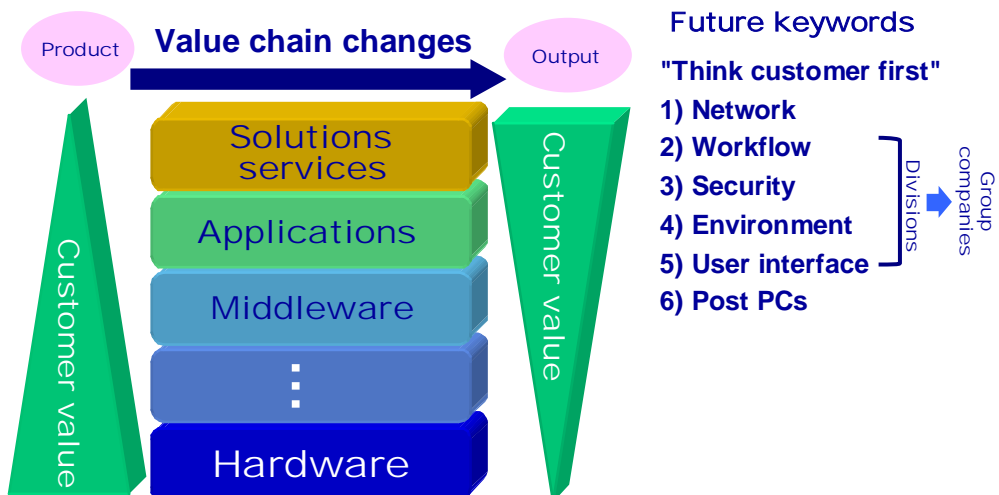 Product
Value chain changes
Output
Customer value
Solutions
services
Applications
Middleware
⋮
Hardware
Customer value
Future keywords
"Think customer first"
1) Network
2) Workflow
3) Security
4) Environment
5) User interface
6) Post PCs
Divisions
Group
companies